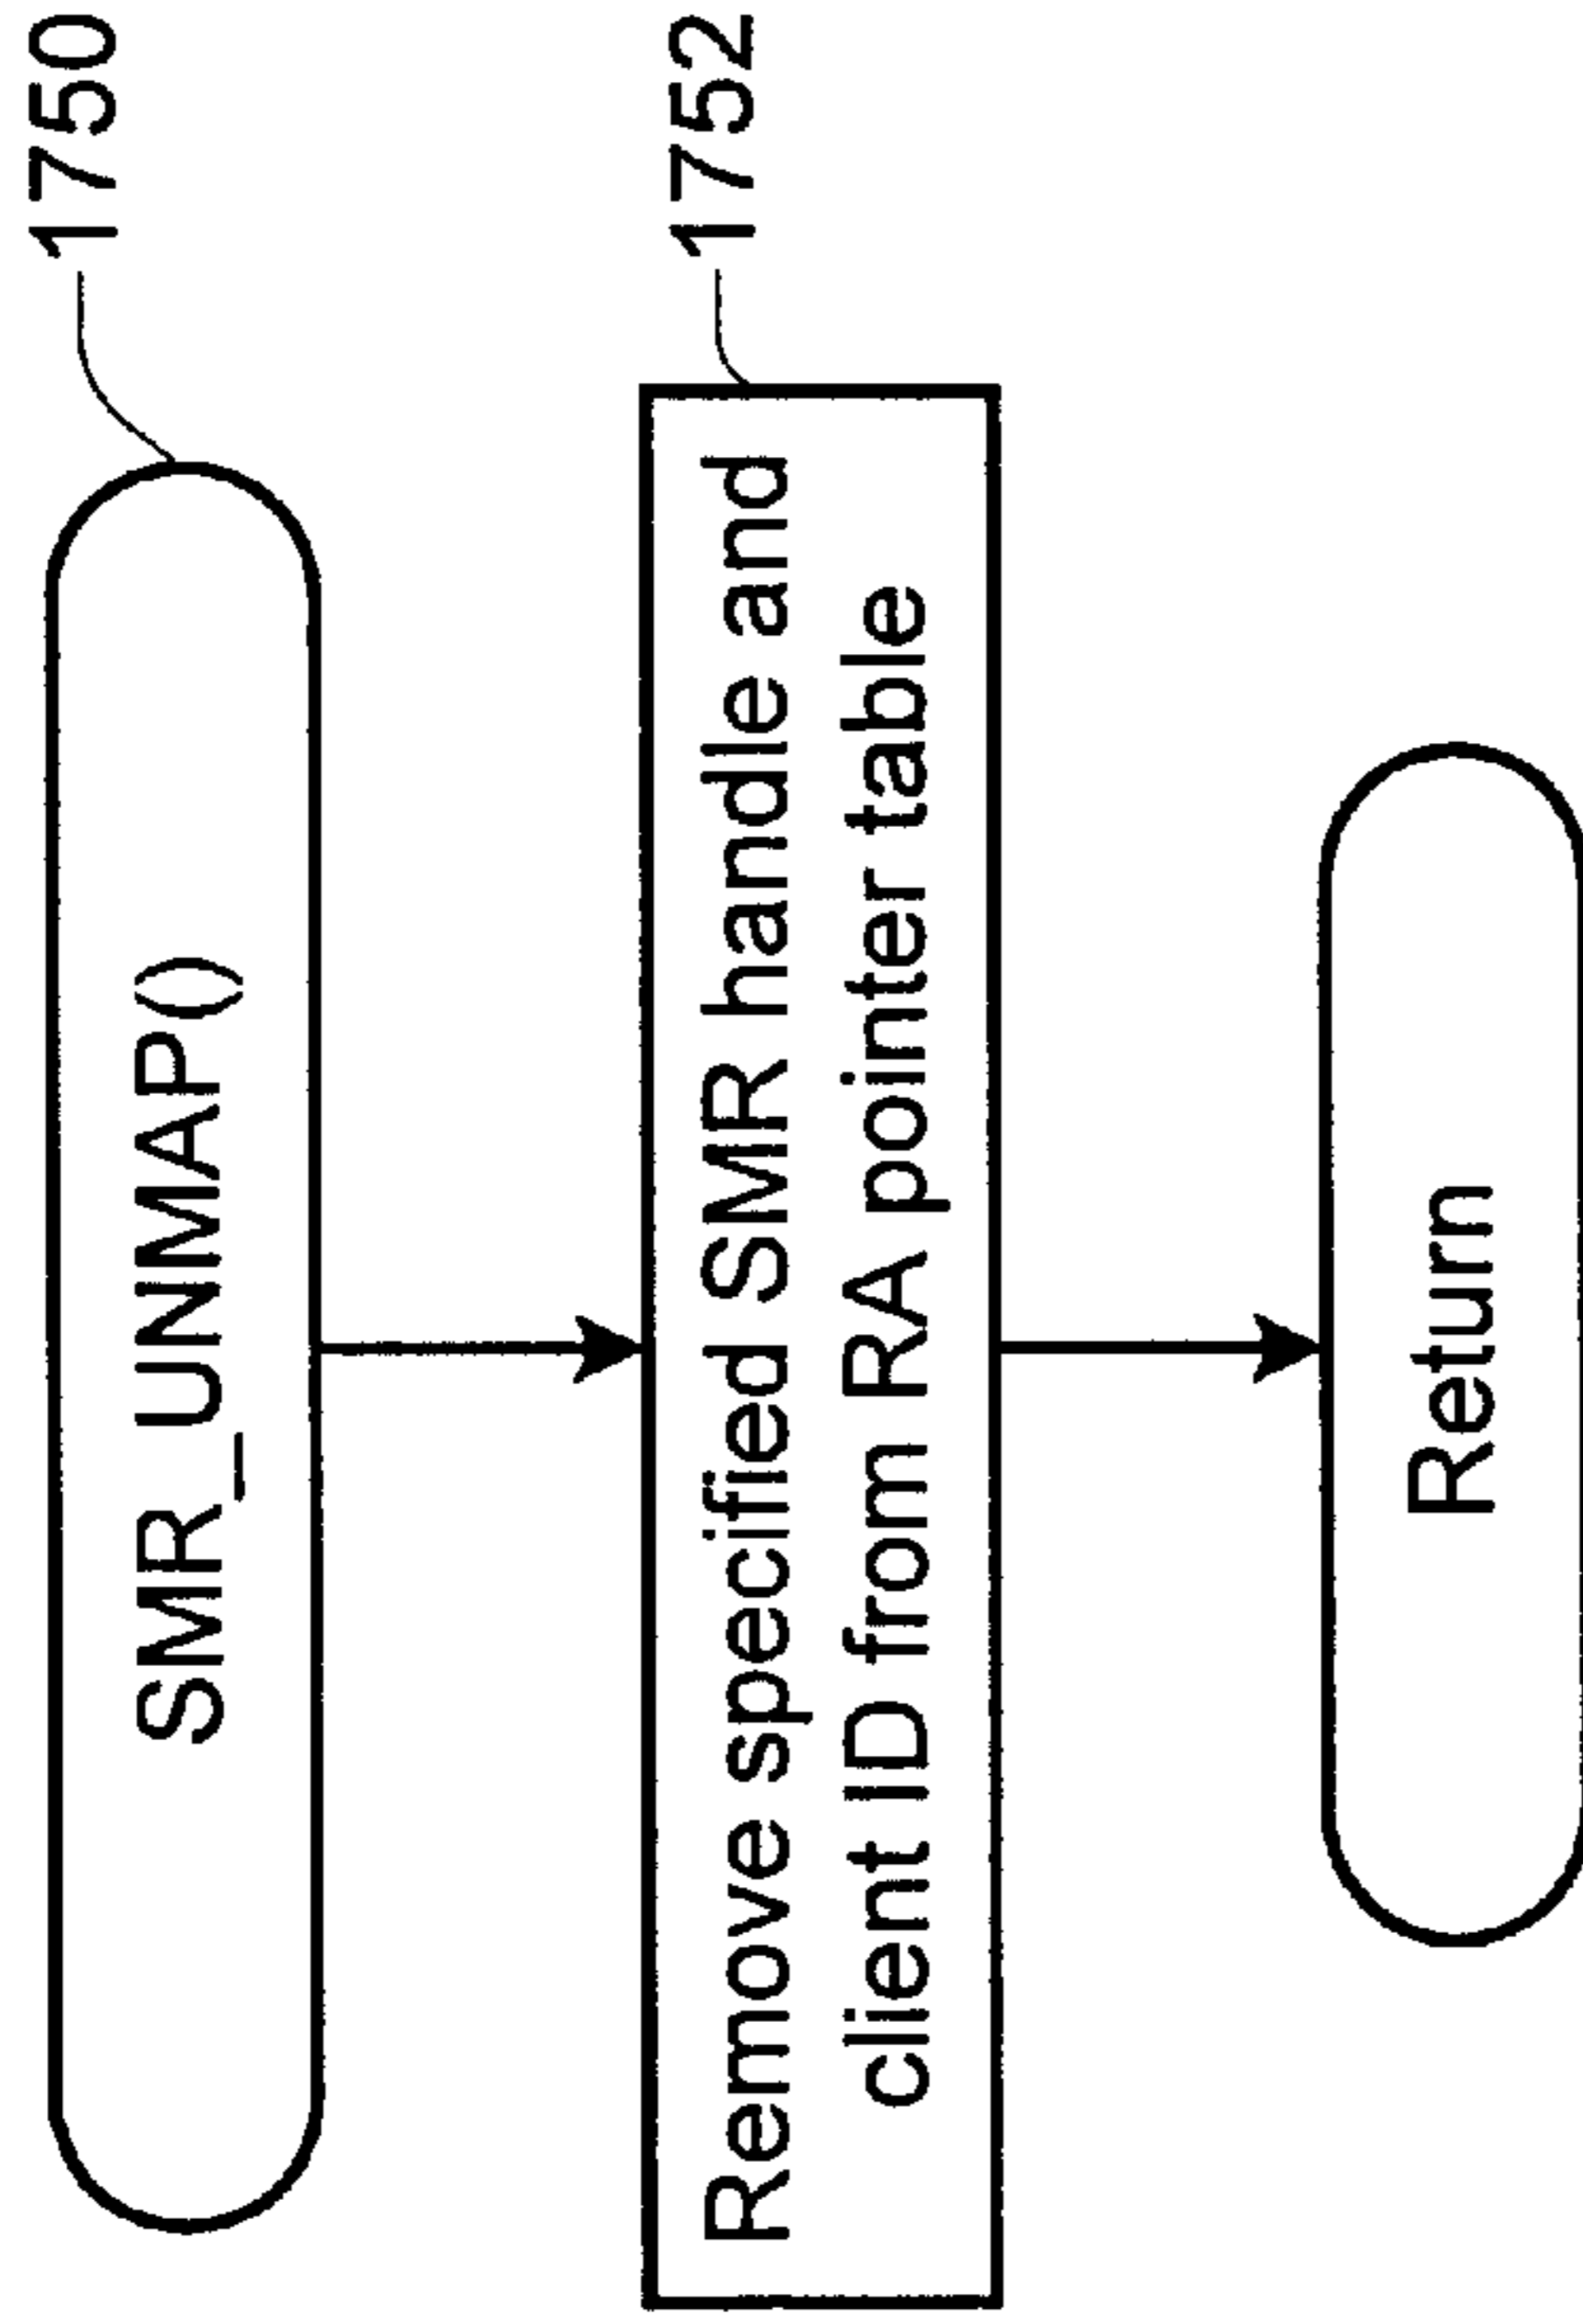 SMR_UNMAP()
1750
Remove specified SMR handle and
client ID from RA pointer table
1752
Return